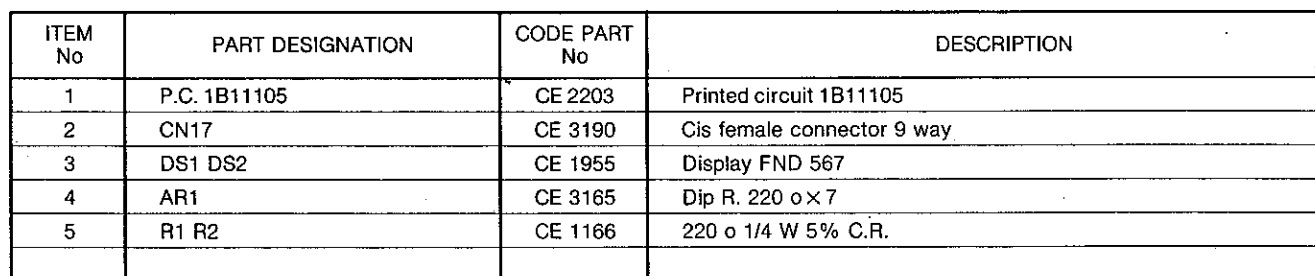 ITEM No PART DESIGNATION CODE PART No DESCRIPTION
1 P.C. 1B11105 CE 2203 Printed circuit 1B11105
2 CN17 CE 3190 Cis female connector 9 way
3 DS1 DS2 CE 1955 Display FND 567
4 AR1 CE 3165 Dip R. 220 o × 7
5 R1 R2 CE 1166 220 o 1/4 W 5% C.R.